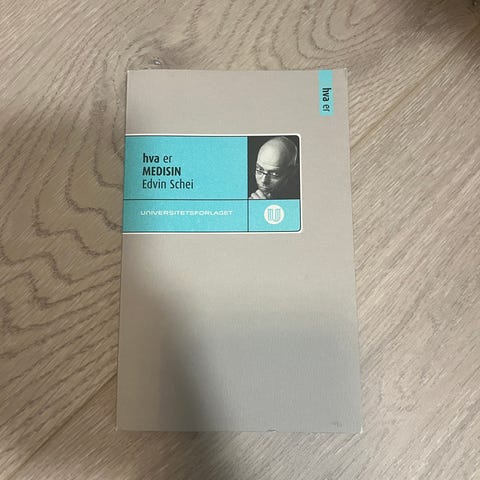 hva er
hva er
MEDISIN
Edvin Schei
UNIVERSITETSFORLAGET